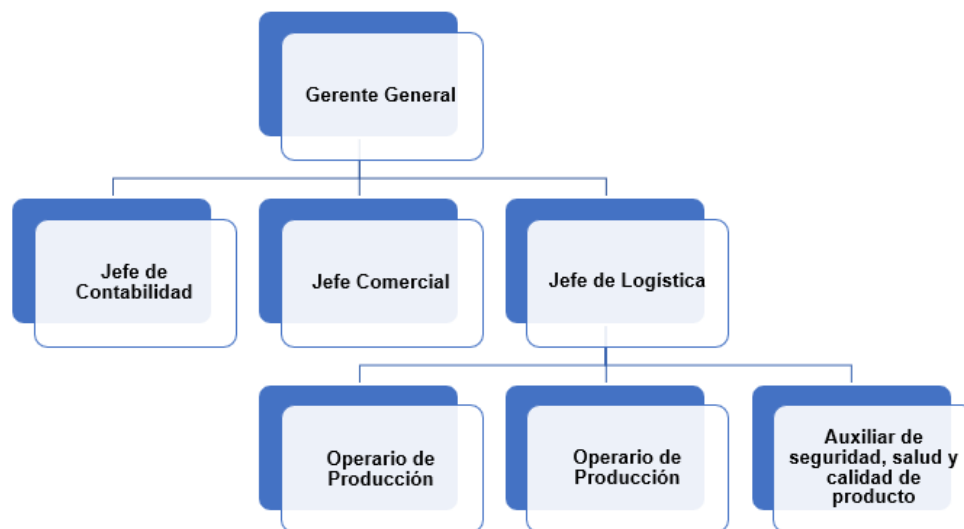 Gerente General
Jefe de
Contabilidad
Jefe Comercial
Jefe de Logística
Operario de
Producción
Operario de
Producción
Auxiliar de
seguridad, salud y
calidad de
producto